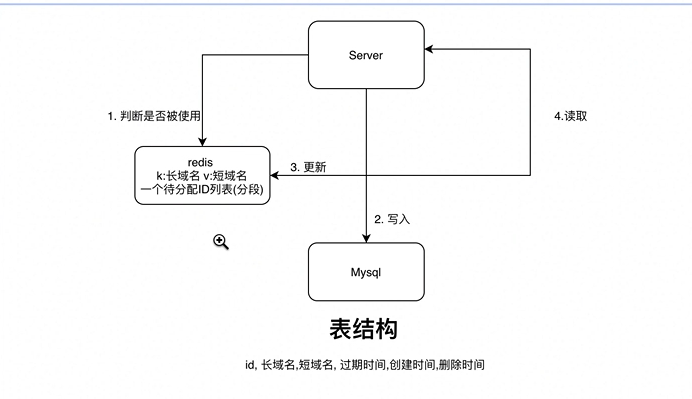 Server
1. 判断是否被使用
4.读取
redis
k:长域名 v:短域名
一个待分配ID列表(分段)
3. 更新
2. 写入
Mysql
表结构
id, 长域名,短域名, 过期时间,创建时间,删除时间